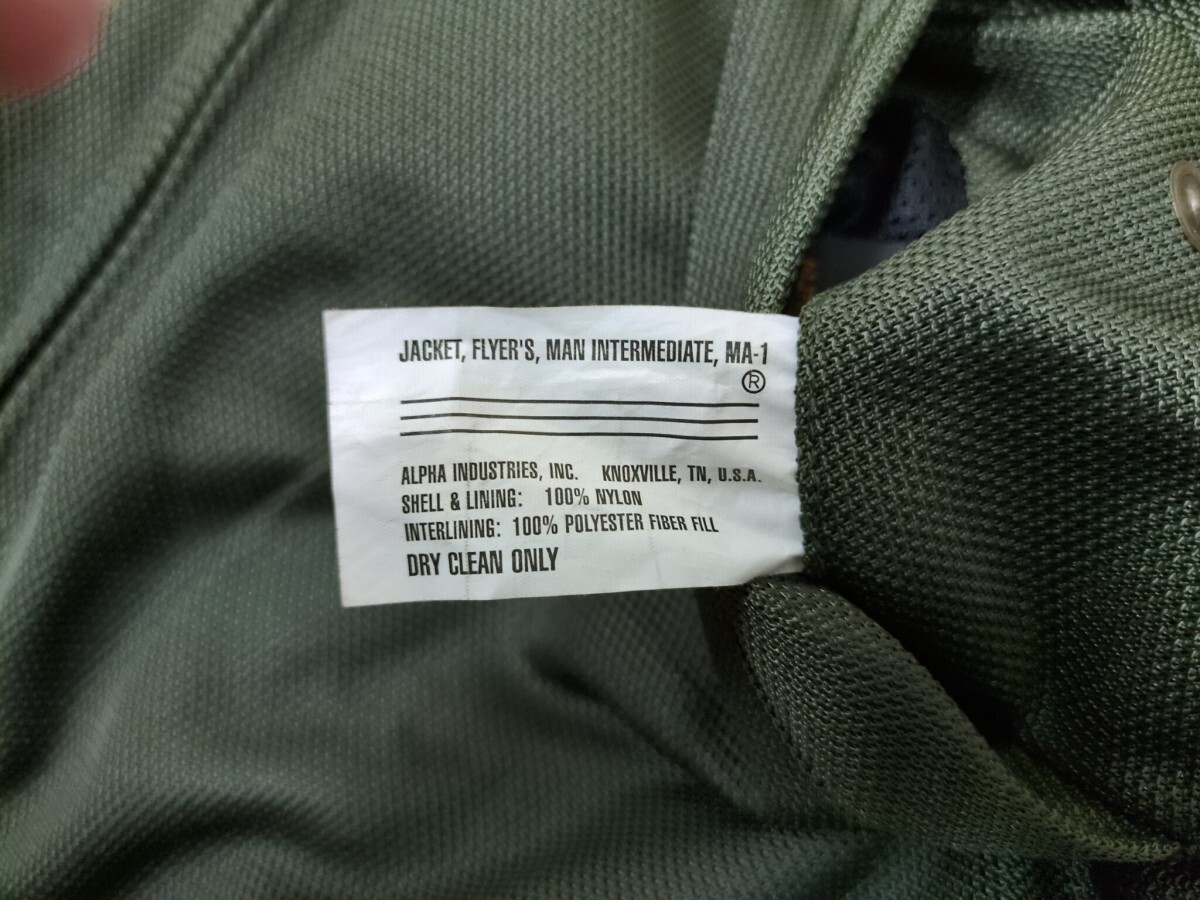 JACKET, FLYER'S, MAN INTERMEDIATE, MA-1
®
ALPHA INDUSTRIES, INC. KNOXVILLE, TN, U.S.A.
SHELL & LINING: 100% NYLON
INTERLINING: 100% POLYESTER FIBER FILL
DRY CLEAN ONLY